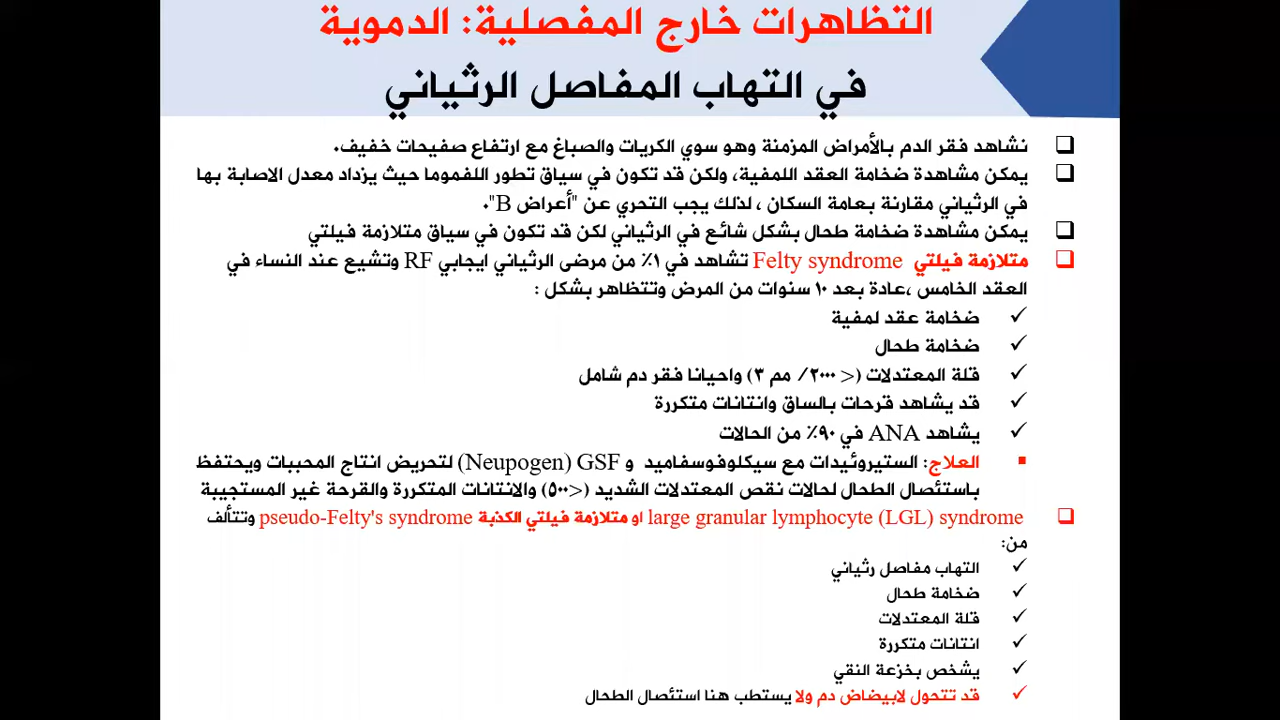 التظاهرات خارج المفصلية: الدموية
في التهاب المفاصل الرثياني
نشاهد فقر الدم بالأمراض المزمنة وهو سوي الكريات والصباغ مع ارتفاع صفيحات خفيف.
يمكن مشاهدة ضخامة العقد اللمفية، ولكن قد تكون في سياق تطور اللفموما حيث يزداد معدل الاصابة بها
في الرثياني مقارنة بعامة السكان ، لذلك يجب التحري عن "أعراض B".
يمكن مشاهدة ضخامة طحال بشكل شائع في الرثياني لكن قد تكون في سياق متلازمة فيلتي
متلازمة فيلتي Felty syndrome تشاهد في ١٪ من مرضى الرثياني ايجابي RF وتشيع عند النساء في
العقد الخامس ،عادة بعد ١٠ سنوات من المرض وتتظاهر بشكل :
ضخامة عقد لمفية
ضخامة طحال
قلة المعتدلات (< ٢٠٠٠/ مم ٣) واحيانا فقر دم شامل
قد يشاهد قرحات بالساق وانتانات متكررة
يشاهد ANA في ٩٠٪ من الحالات
العلاج: الستيروئيدات مع سيكلوفوسفاميد و GSF (Neupogen) لتحريض انتاج المحببات ويحتفظ
باستئصال الطحال لحالات نقص المعتدلات الشديد (<٥٠٠) والانتانات المتكررة والقرحة غير المستجيبة
large granular lymphocyte (LGL) syndrome او متلازمة فيلتي الكذبة pseudo-Felty's syndrome وتتألف
من:
التهاب مفاصل رثياني
ضخامة طحال
قلة المعتدلات
انتانات متكررة
يشخص بخزعة النقي
قد تتحول لابيضاض دم ولا يستطب هنا استئصال الطحال